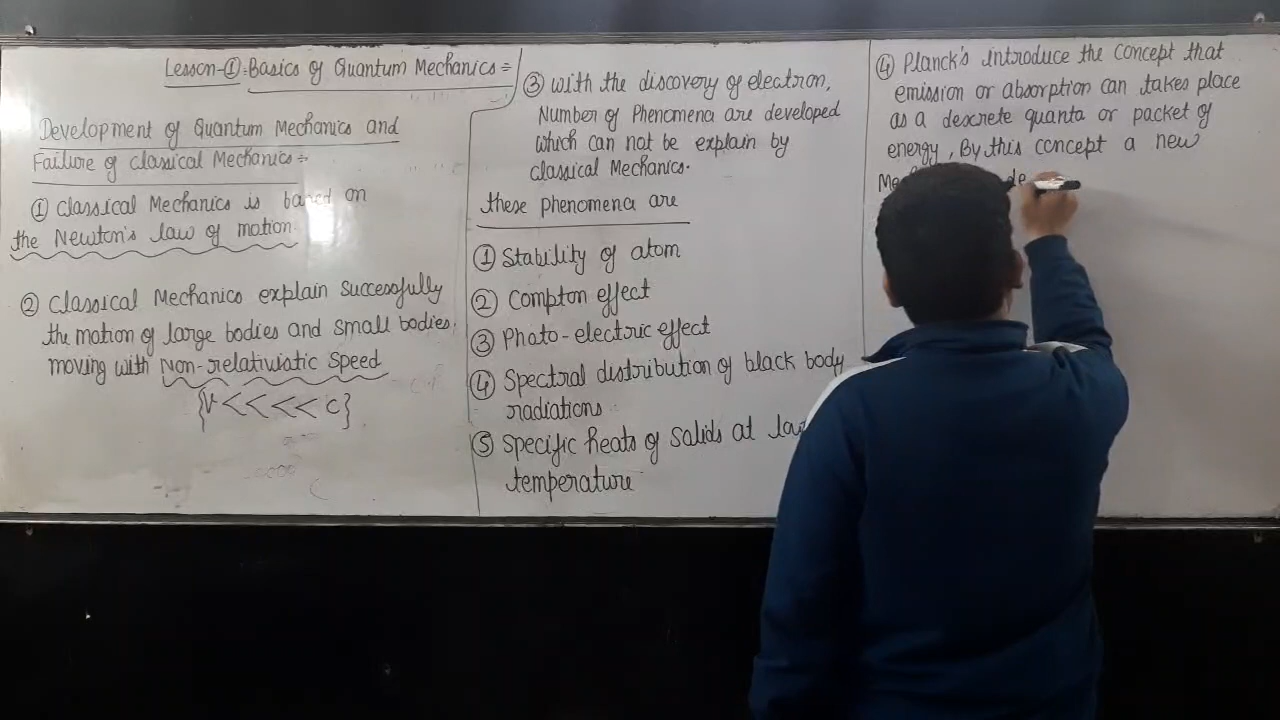 Lesson-①:- Basics of Quantum Mechanics :-
Development of Quantum Mechanics and
Failure of classical Mechanics :-
① Classical Mechanics is based on
the Newton's law of motion
② Classical Mechanics explain successfully
the motion of large bodies and small bodies
moving with Non-relativistic speed
{v<<<<c}
③ with the discovery of electron,
Number of Phenomena are developed
which can not be explain by
classical Mechanics.
these phenomena are
① Stability of atom
② Compton effect
③ Photo-electric effect
④ Spectral distribution of black body
radiations
⑤ Specific heats of solids at
temperature
④ Planck's introduce the concept that
emission or absorption can takes place
as a descrete quanta or packet of
energy, By this concept a new
de